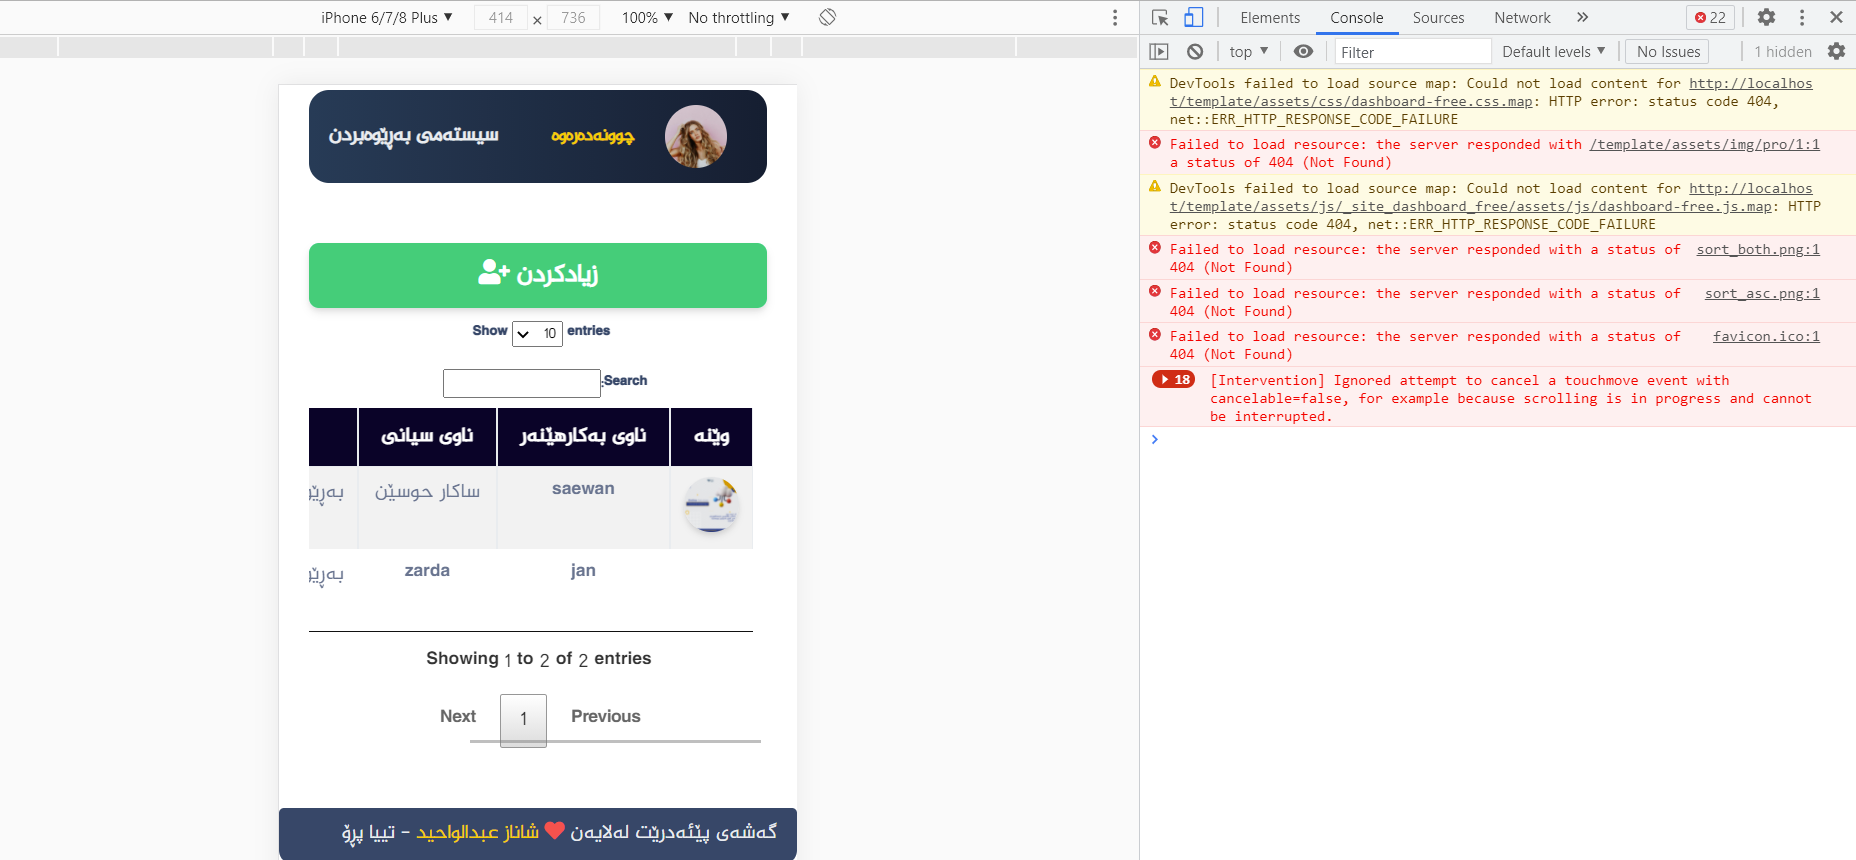 iPhone 6/7/8 Plus ▼ 414 × 736 100% ▼ No throttling ▼
Elements Console Sources Network » 22
top ▼ Filter Default levels ▼ No Issues 1 hidden
سیستەمی بەڕێوەبردن چوونەدەرەوە
زیادکردن
Show 10 entries
Search:
وێنە ناوی بەکارهێنەر ناوی سیانی
saewan ساکار حوسێن بەڕێو
jan zarda بەڕێو
Showing 1 to 2 of 2 entries
Next 1 Previous
گەشەی پێئەدرێت لەلایەن ❤ شاناز عبدالواحید - تییا پڕۆ
DevTools failed to load source map: Could not load content for http://localhos
t/template/assets/css/dashboard-free.css.map: HTTP error: status code 404,
net::ERR_HTTP_RESPONSE_CODE_FAILURE
Failed to load resource: the server responded with /template/assets/img/pro/1:1
a status of 404 (Not Found)
DevTools failed to load source map: Could not load content for http://localhos
t/template/assets/js/_site_dashboard_free/assets/js/dashboard-free.js.map: HTTP
error: status code 404, net::ERR_HTTP_RESPONSE_CODE_FAILURE
Failed to load resource: the server responded with a status of sort_both.png:1
404 (Not Found)
Failed to load resource: the server responded with a status of sort_asc.png:1
404 (Not Found)
Failed to load resource: the server responded with a status of favicon.ico:1
404 (Not Found)
18 [Intervention] Ignored attempt to cancel a touchmove event with
cancelable=false, for example because scrolling is in progress and cannot
be interrupted.